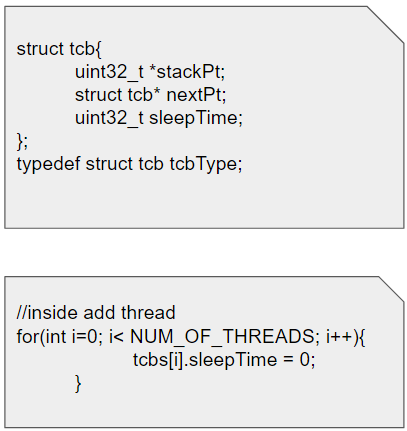 struct tcb{
uint32_t *stackPt;
struct tcb* nextPt;
uint32_t sleepTime;
};
typedef struct tcb tcbType;
//inside add thread
for(int i=0; i< NUM_OF_THREADS; i++){
tcbs[i].sleepTime = 0;
}